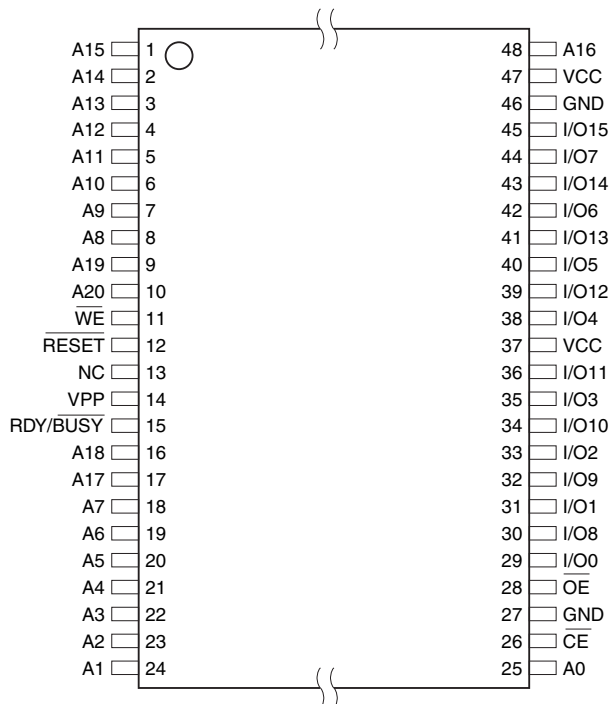 A15 1 48 A16
A14 2 47 VCC
A13 3 46 GND
A12 4 45 I/O15
A11 5 44 I/O7
A10 6 43 I/O14
A9 7 42 I/O6
A8 8 41 I/O13
A19 9 40 I/O5
A20 10 39 I/O12
WE 11 38 I/O4
RESET 12 37 VCC
NC 13 36 I/O11
VPP 14 35 I/O3
RDY/BUSY 15 34 I/O10
A18 16 33 I/O2
A17 17 32 I/O9
A7 18 31 I/O1
A6 19 30 I/O8
A5 20 29 I/O0
A4 21 28 OE
A3 22 27 GND
A2 23 26 CE
A1 24 25 A0